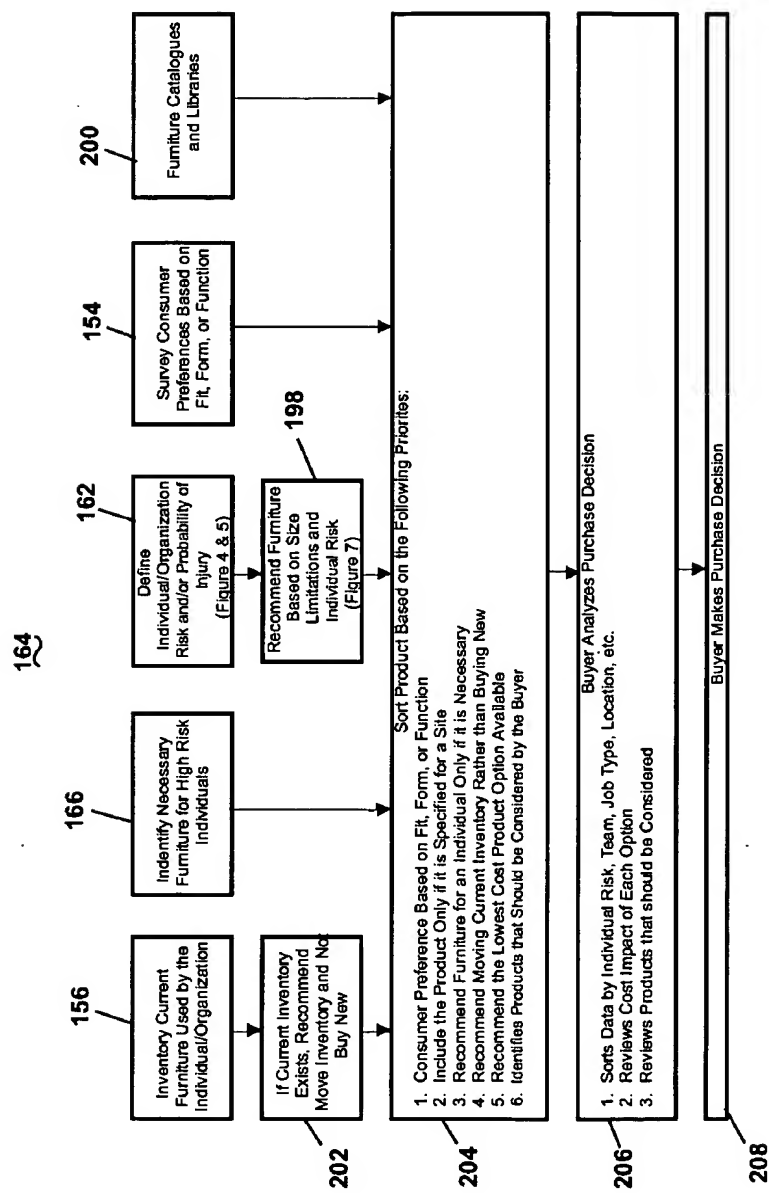 164
156
Inventory Current
Furniture Used by the
Individual/Organization
166
Indentify Necessary
Furniture for High Risk
Individuals
162
Define
Individual/Organization
Risk and/or Probability of
Injury
(Figure 4 & 5)
154
Survey Consumer
Preferences Based on
Fit, Form, or Function
200
Furniture Catalogues
and Libraries
202
If Current Inventory
Exists, Recommend
Move Inventory and Not
Buy New
198
Recommend Furniture
Based on Size
Limitations and
Individual Risk
(Figure 7)
204
Sort Product Based on the Following Priorites:
1. Consumer Preference Based on Fit, Form, or Function
2. Include the Product Only if it is Specified for a Site
3. Recommend Furniture for an Individual Only if it is Necessary
4. Recommend Moving Current Inventory Rather than Buying New
5. Recommend the Lowest Cost Product Option Available
6. Identifies Products that Should be Considered by the Buyer
206
Buyer Analyzes Purchase Decision
1. Sorts Data by Individual Risk, Team, Job Type, Location, etc.
2. Reviews Cost Impact of Each Option
3. Reviews Products that should be Considered
208
Buyer Makes Purchase Decision